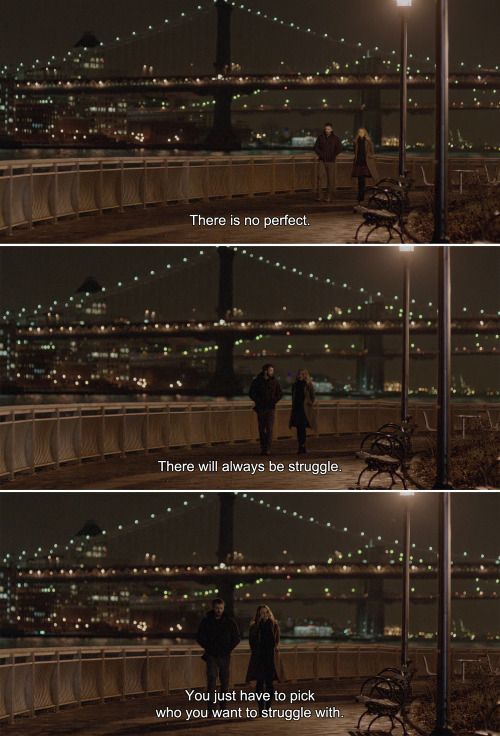 There is no perfect.
There will always be struggle.
You just have to pick
who you want to struggle with.